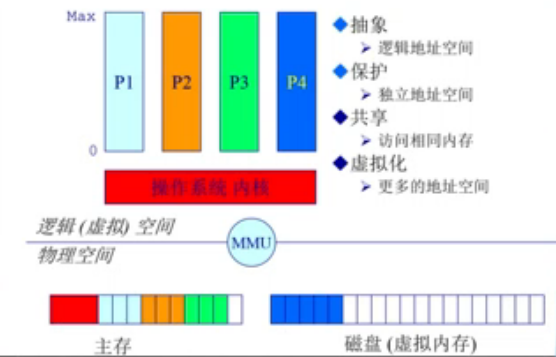 Max
P1
P2
P3
P4
0
操作系统 内核
◆抽象
➢ 逻辑地址空间
◆保护
➢ 独立地址空间
◆共享
➢ 访问相同内存
◆虚拟化
➢ 更多的地址空间
逻辑(虚拟) 空间
MMU
物理空间
主存
磁盘 (虚拟内存)